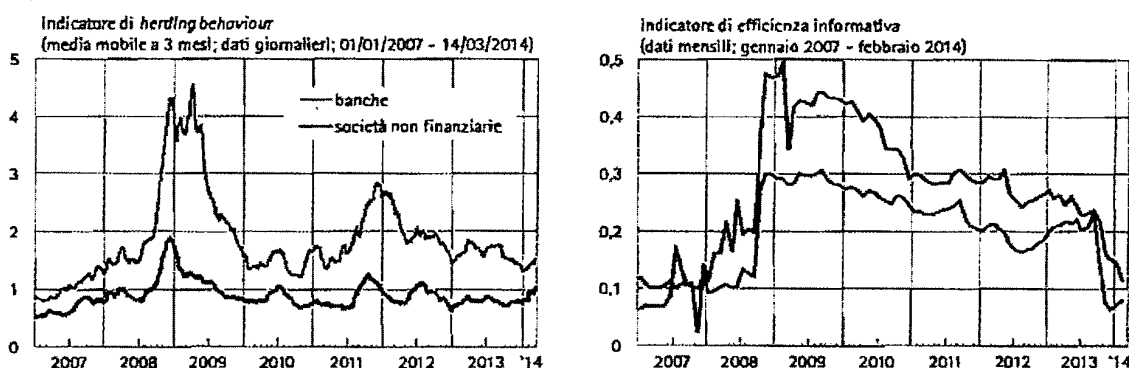 Indicatore di herding behaviour
(media mobile a 3 mesi; dati giornalieri; 01/01/2007 - 14/03/2014)
5
4
3
2
1
0
banche
società non finanziarie
2007 2008 2009 2010 2011 2012 2013 '14
Indicatore di efficienza informativa
(dati mensili; gennaio 2007 - febbraio 2014)
0,5
0,4
0,3
0,2
0,1
0
2007 2008 2009 2010 2011 2012 2013 '14